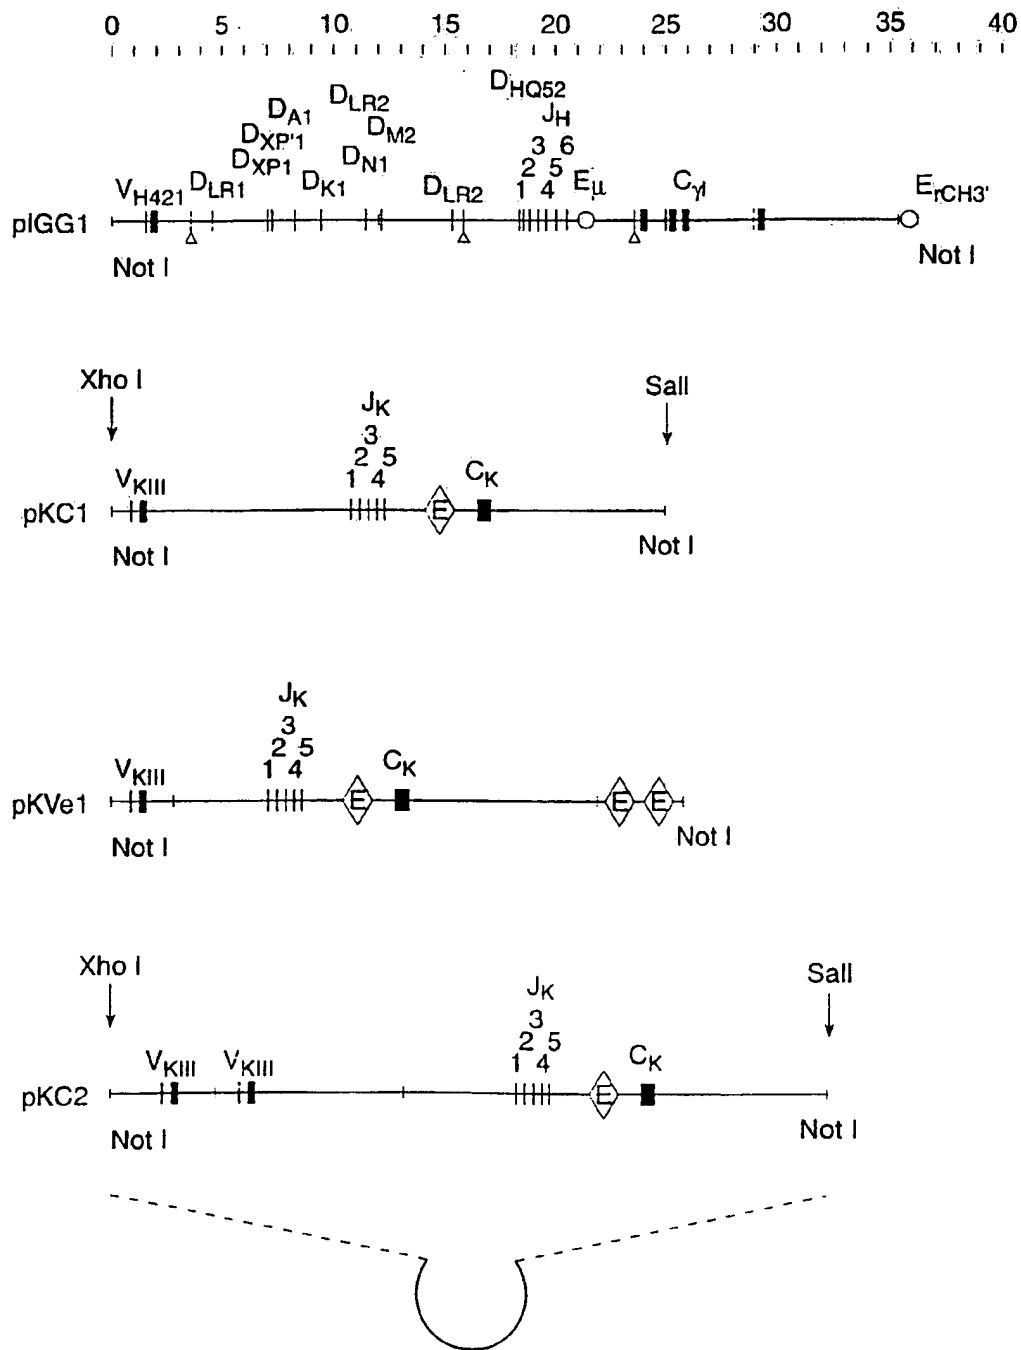 0 5 10 15 20 25 30 35 40
DHQ52
DA1 DLR2 JH
DXP'1 DM2 3 6
DXP1 DN1 2 5
VH421 DLR1 DK1 DLR2 1 4 Eμ Cγl ErCH3'
pIGG1
Not I Not I
Xho I SalI
JK
3
2 5
1 4
VKIII CK
pKC1 E
Not I Not I
JK
3
2 5
1 4
VKIII CK
pKVe1 E E E
Not I Not I
Xho I SalI
JK
3
2 5
1 4
VKIII VKIII CK
pKC2 E
Not I Not I